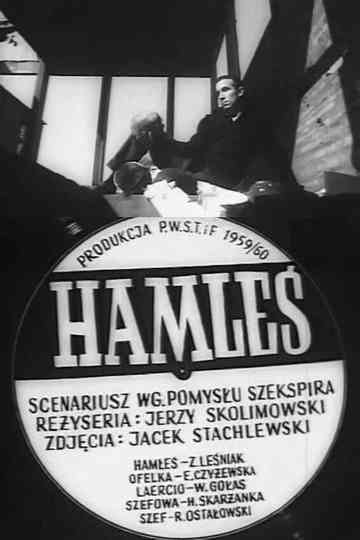 PRODUKCJA P.W.S.T.iF 1959/60
HAMLEŚ
SCENARIUSZ WG. POMYSŁU SZEKSPIRA
REŻYSERIA : JERZY SKOLIMOWSKI
ZDJĘCIA : JACEK STACHLEWSKI
HAMLEŚ – Z. LEŚNIAK
OFELKA – E. CZYŻEWSKA
LAERCIO – W. GOŁAS
SZEFOWA – H. SKARŻANKA
SZEF – R. OSTAŁOWSKI